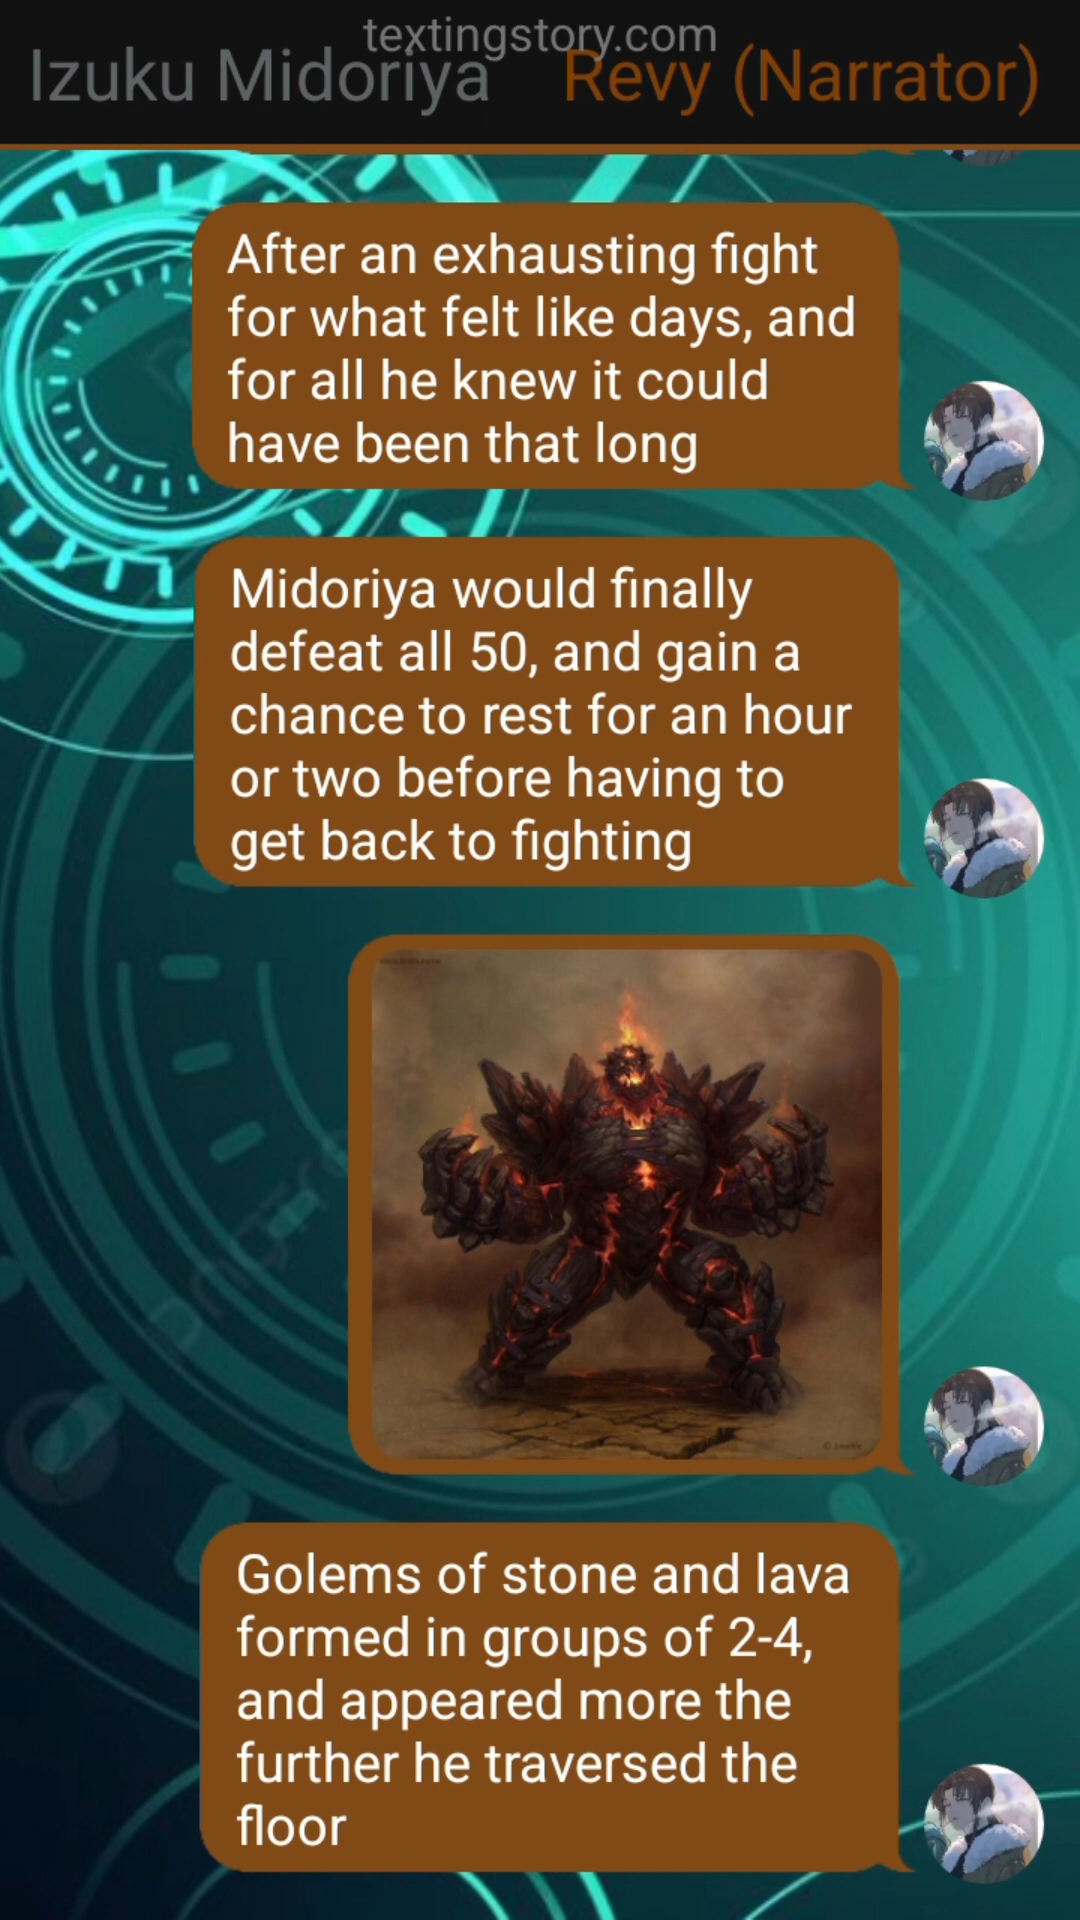 textingstory.com
Izuku Midoriya Revy (Narrator)
After an exhausting fight
for what felt like days, and
for all he knew it could
have been that long
Midoriya would finally
defeat all 50, and gain a
chance to rest for an hour
or two before having to
get back to fighting
Golems of stone and lava
formed in groups of 2-4,
and appeared more the
further he traversed the
floor